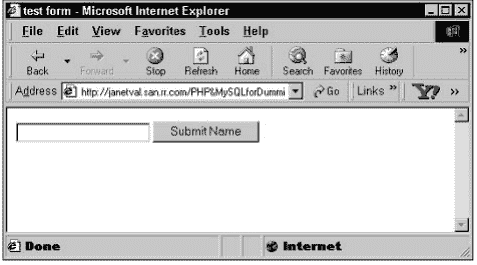 test form - Microsoft Internet Explorer
File Edit View Favorites Tools Help
Back Forward Stop Refresh Home Search Favorites History »
Address http://janetval.san.rr.com/PHP&MySQLforDummi Go Links » Y! »
Submit Name
Done Internet